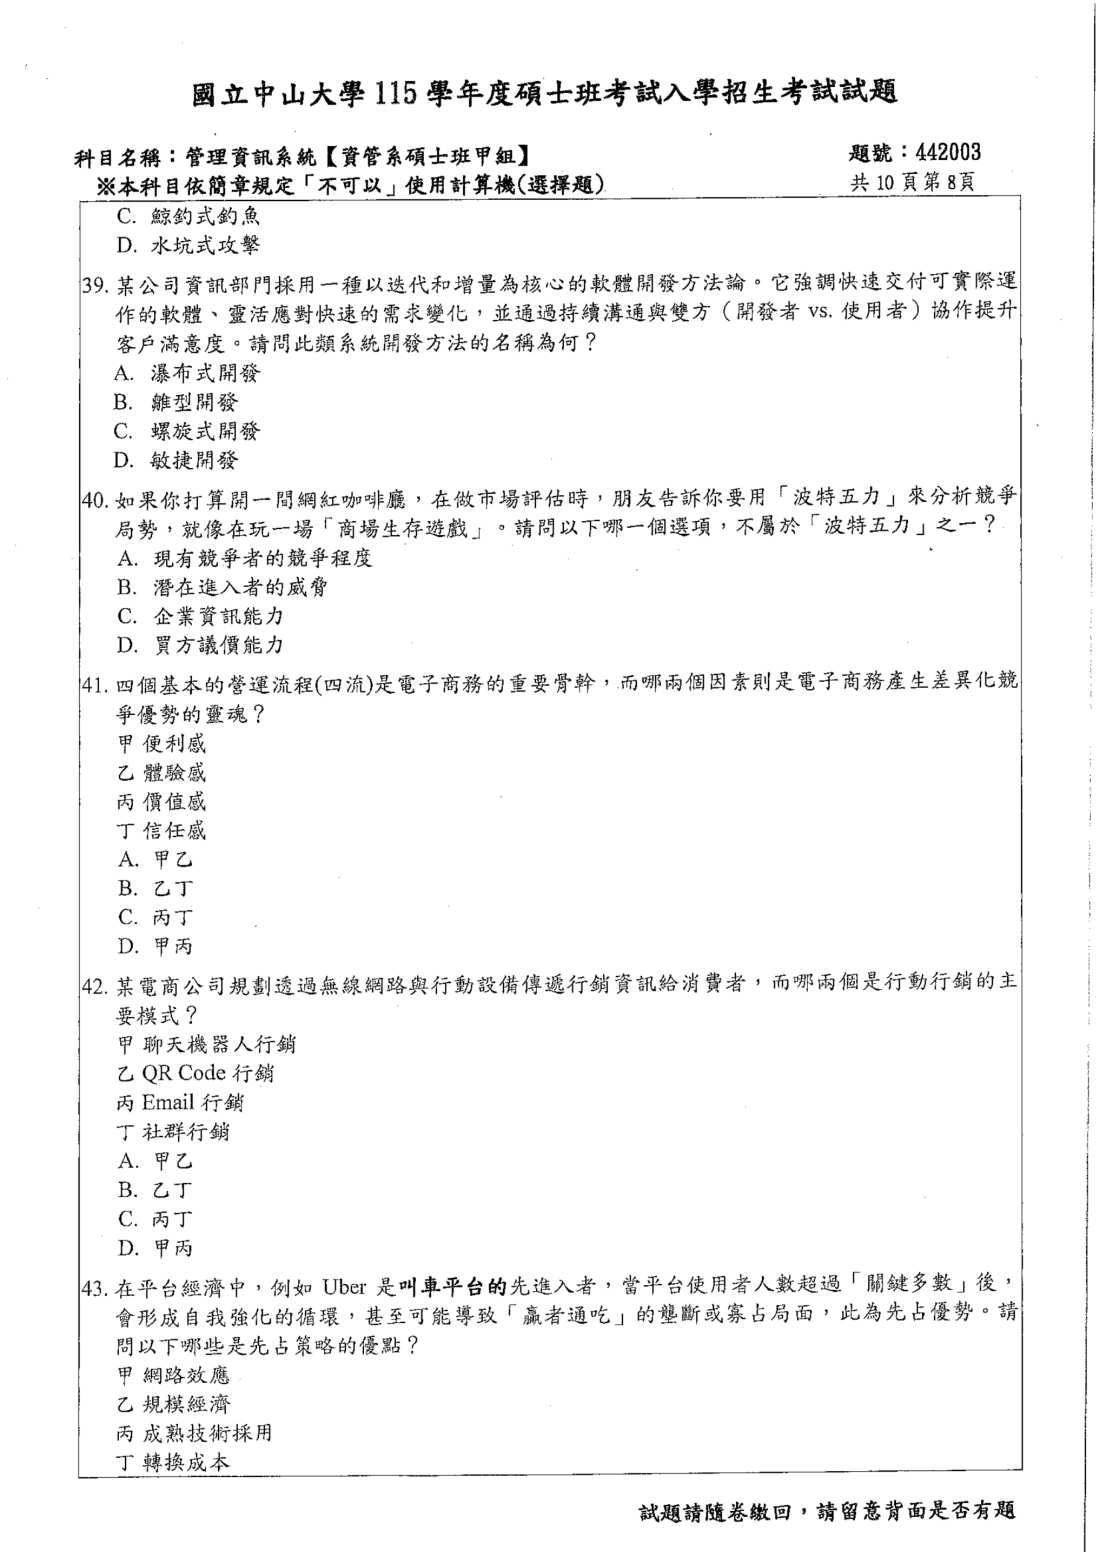 國立中山大學 115 學年度碩士班考試入學招生考試試題
科目名稱：管理資訊系統【資管系碩士班甲組】
題號：442003
※本科目依簡章規定「不可以」使用計算機(選擇題)
共 10 頁第 8頁
C. 鯨釣式釣魚
D. 水坑式攻擊
39. 某公司資訊部門採用一種以迭代和增量為核心的軟體開發方法論。它強調快速交付可實際運
作的軟體、靈活應對快速的需求變化，並通過持續溝通與雙方（開發者 vs. 使用者）協作提升
客戶滿意度。請問此類系統開發方法的名稱為何？
A. 瀑布式開發
B. 雛型開發
C. 螺旋式開發
D. 敏捷開發
40. 如果你打算開一間網紅咖啡廳，在做市場評估時，朋友告訴你要用「波特五力」來分析競爭
局勢，就像在玩一場「商場生存遊戲」。請問以下哪一個選項，不屬於「波特五力」之一？
A. 現有競爭者的競爭程度
B. 潛在進入者的威脅
C. 企業資訊能力
D. 買方議價能力
41. 四個基本的營運流程(四流)是電子商務的重要骨幹，而哪兩個因素則是電子商務產生差異化競
爭優勢的靈魂？
甲 便利感
乙 體驗感
丙 價值感
丁 信任感
A. 甲乙
B. 乙丁
C. 丙丁
D. 甲丙
42. 某電商公司規劃透過無線網路與行動設備傳遞行銷資訊給消費者，而哪兩個是行動行銷的主
要模式？
甲 聊天機器人行銷
乙 QR Code 行銷
丙 Email 行銷
丁 社群行銷
A. 甲乙
B. 乙丁
C. 丙丁
D. 甲丙
43. 在平台經濟中，例如 Uber 是叫車平台的先進入者，當平台使用者人數超過「關鍵多數」後，
會形成自我強化的循環，甚至可能導致「贏者通吃」的壟斷或寡占局面，此為先占優勢。請
問以下哪些是先占策略的優點？
甲 網路效應
乙 規模經濟
丙 成熟技術採用
丁 轉換成本
試題請隨卷繳回，請留意背面是否有題